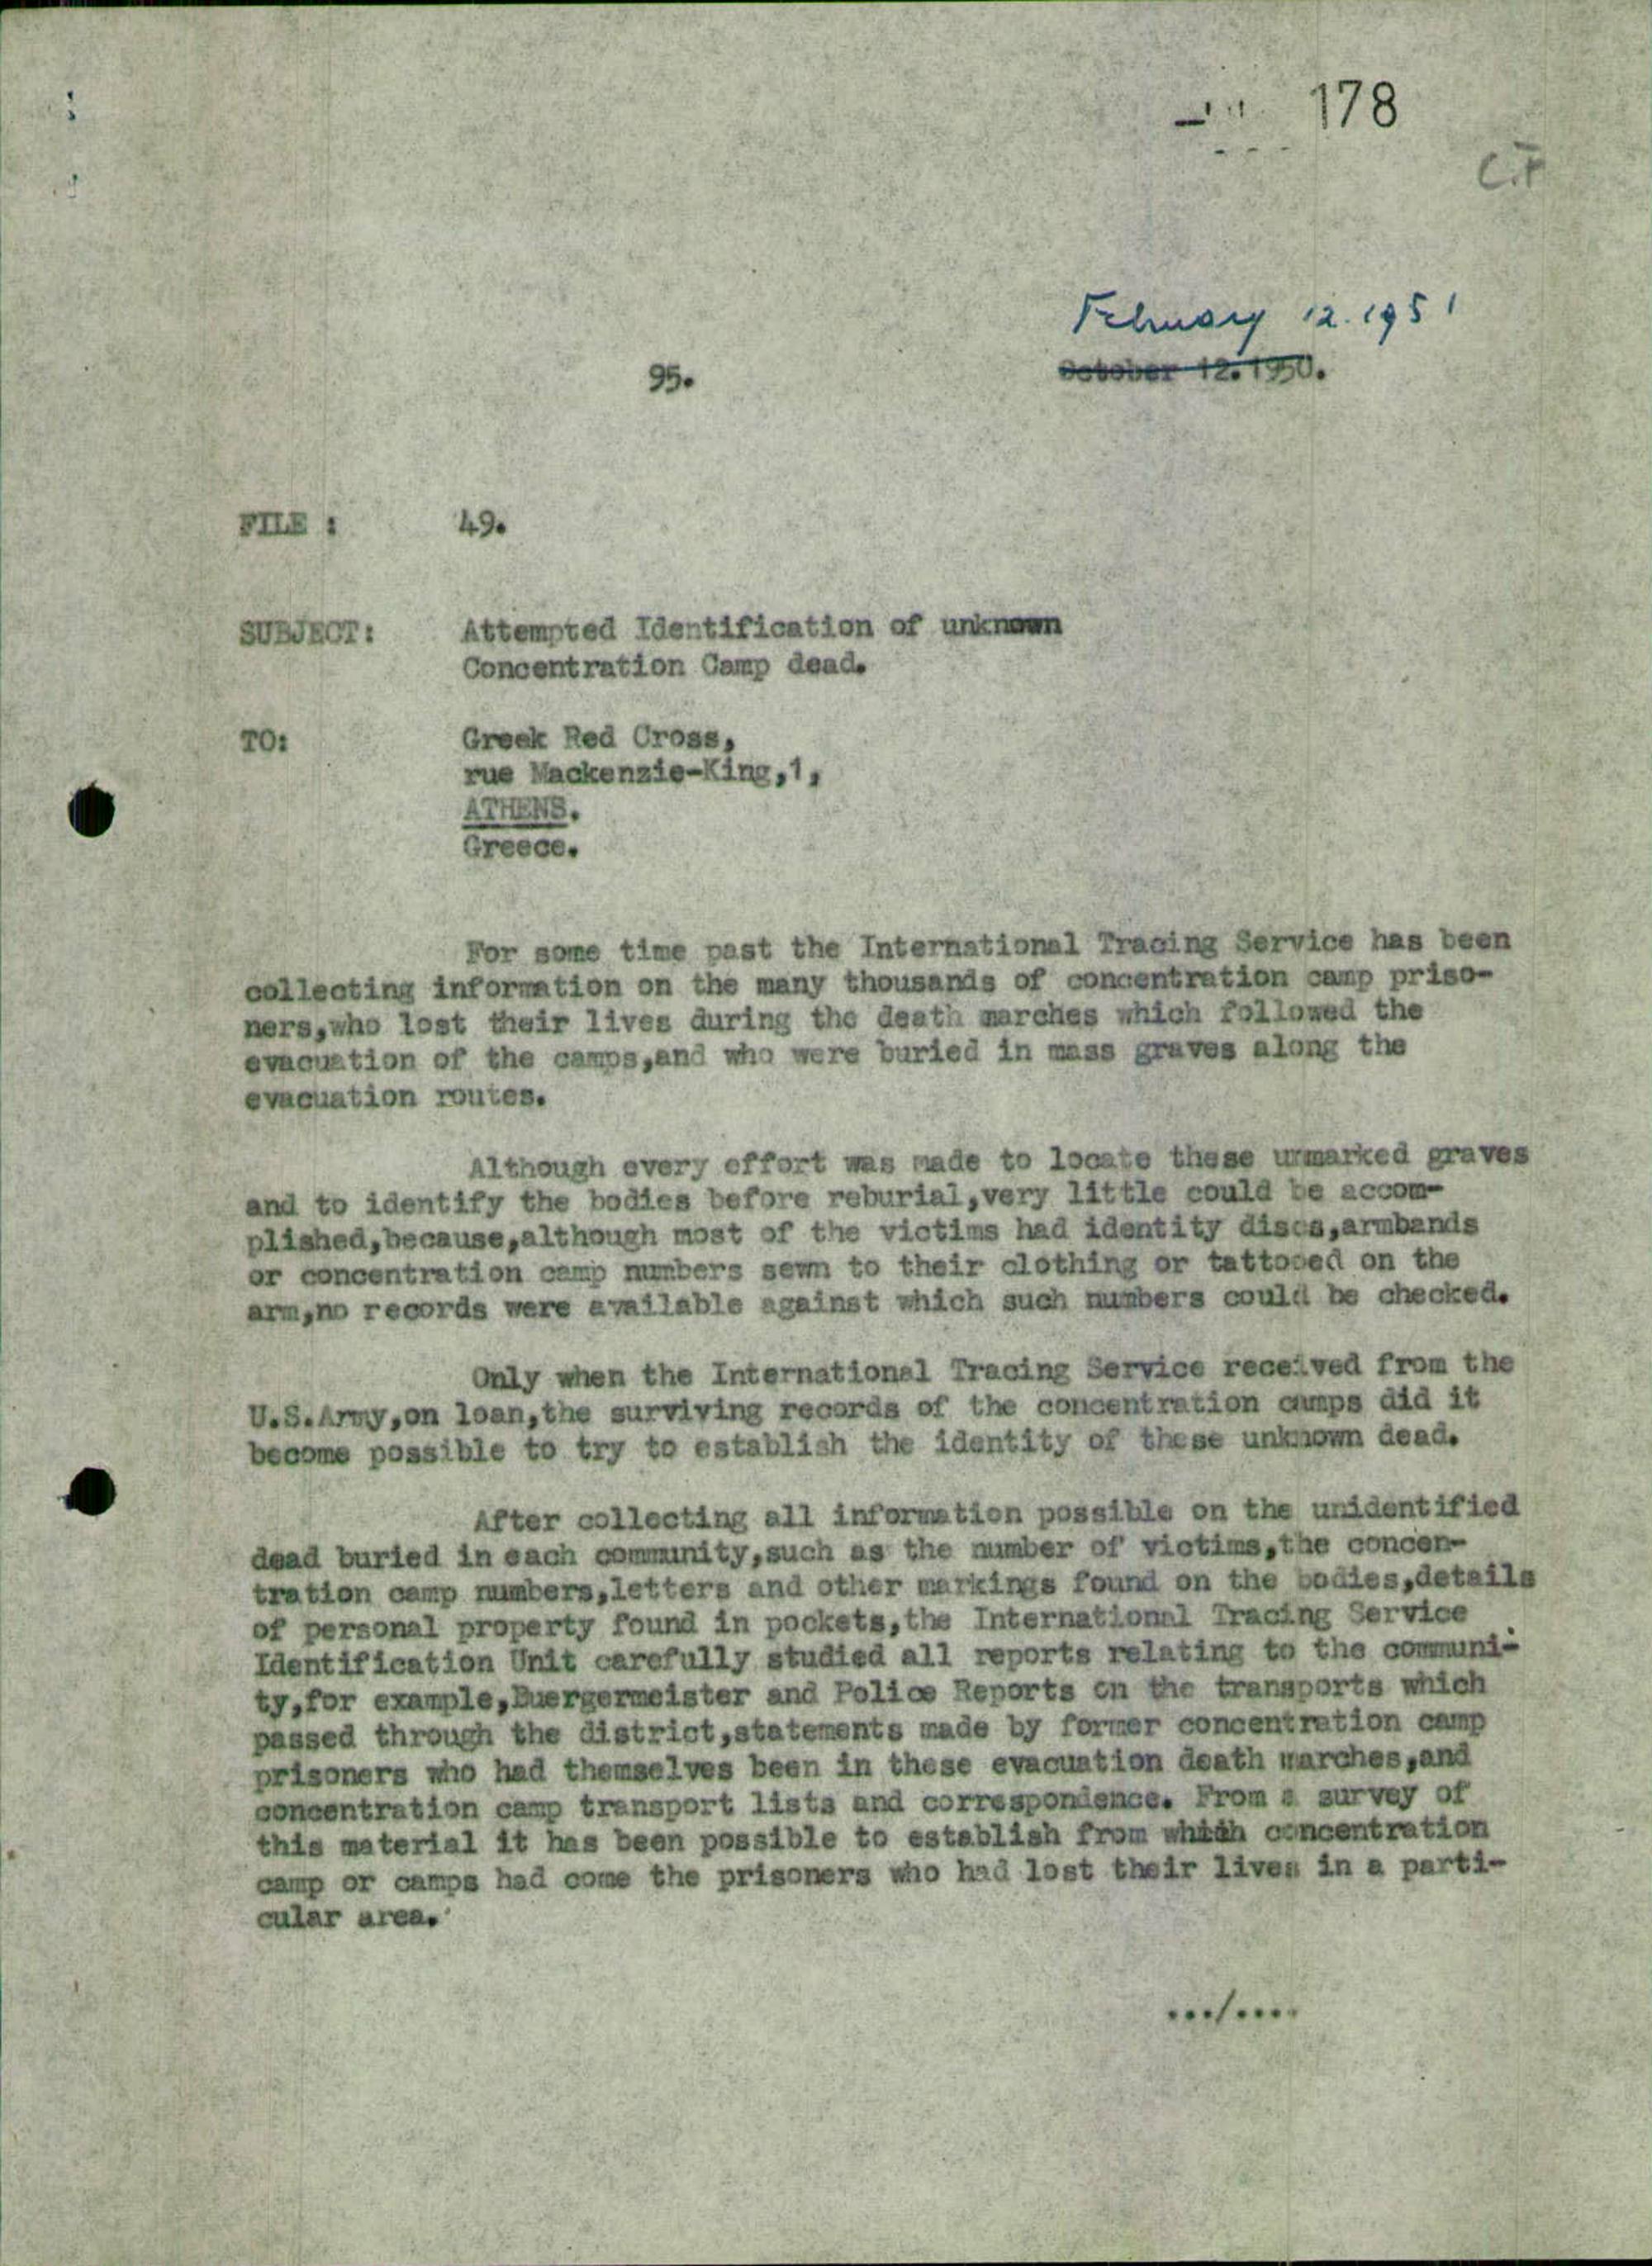 178
C.F
February 12. 1951
95.
October 12. 1950.
FILE : 49.
SUBJECT: Attempted Identification of unknown
Concentration Camp dead.
TO: Greek Red Cross,
rue Mackenzie-King,1,
ATHENS.
Greece.
For some time past the International Tracing Service has been
collecting information on the many thousands of concentration camp priso-
ners,who lost their lives during the death marches which followed the
evacuation of the camps,and who were buried in mass graves along the
evacuation routes.
Although every effort was made to locate these unmarked graves
and to identify the bodies before reburial,very little could be accom-
plished,because,although most of the victims had identity discs,armbands
or concentration camp numbers sewn to their clothing or tattooed on the
arm,no records were available against which such numbers could be checked.
Only when the International Tracing Service received from the
U.S.Army,on loan,the surviving records of the concentration camps did it
become possible to try to establish the identity of these unknown dead.
After collecting all information possible on the unidentified
dead buried in each community,such as the number of victims,the concen-
tration camp numbers,letters and other markings found on the bodies,details
of personal property found in pockets,the International Tracing Service
Identification Unit carefully studied all reports relating to the communi-
ty,for example,Buergermeister and Police Reports on the transports which
passed through the district,statements made by former concentration camp
prisoners who had themselves been in these evacuation death marches,and
concentration camp transport lists and correspondence. From a survey of
this material it has been possible to establish from which concentration
camp or camps had come the prisoners who had lost their lives in a parti-
cular area.
.../....